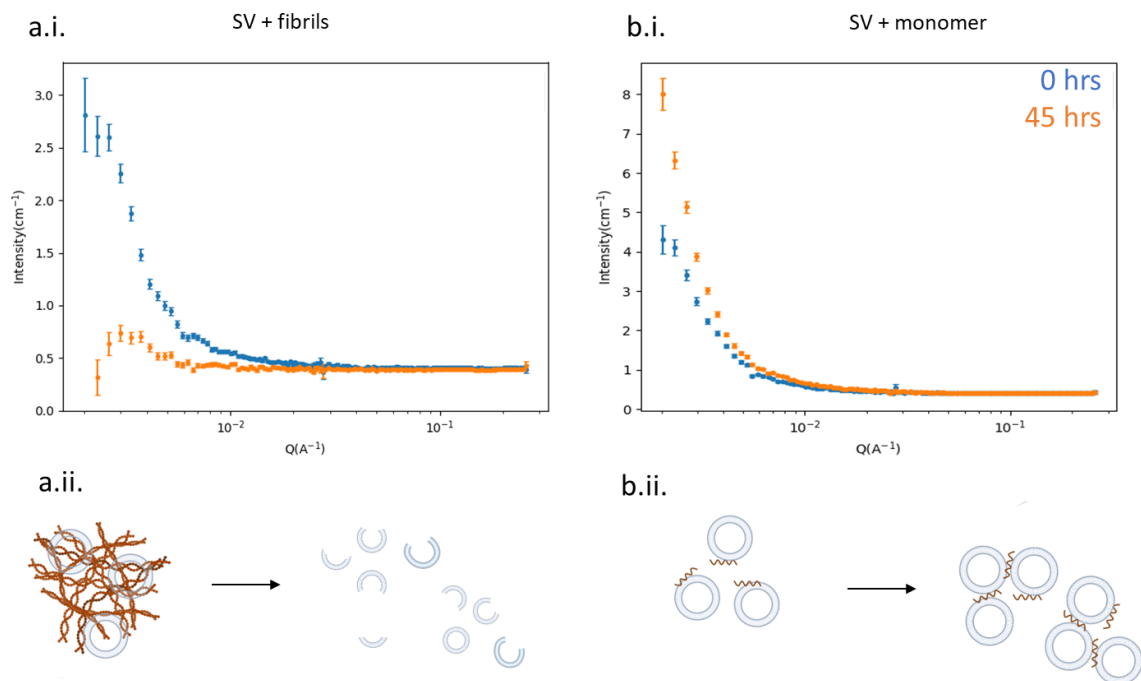 a.i.
SV + fibrils
3.0
2.5
2.0
1.5
1.0
0.5
0.0
Intensity(cm⁻¹)
10⁻²
10⁻¹
Q(A⁻¹)
b.i.
SV + monomer
0 hrs
45 hrs
8
7
6
5
4
3
2
1
0
Intensity(cm⁻¹)
10⁻²
10⁻¹
Q(A⁻¹)
a.ii.
b.ii.